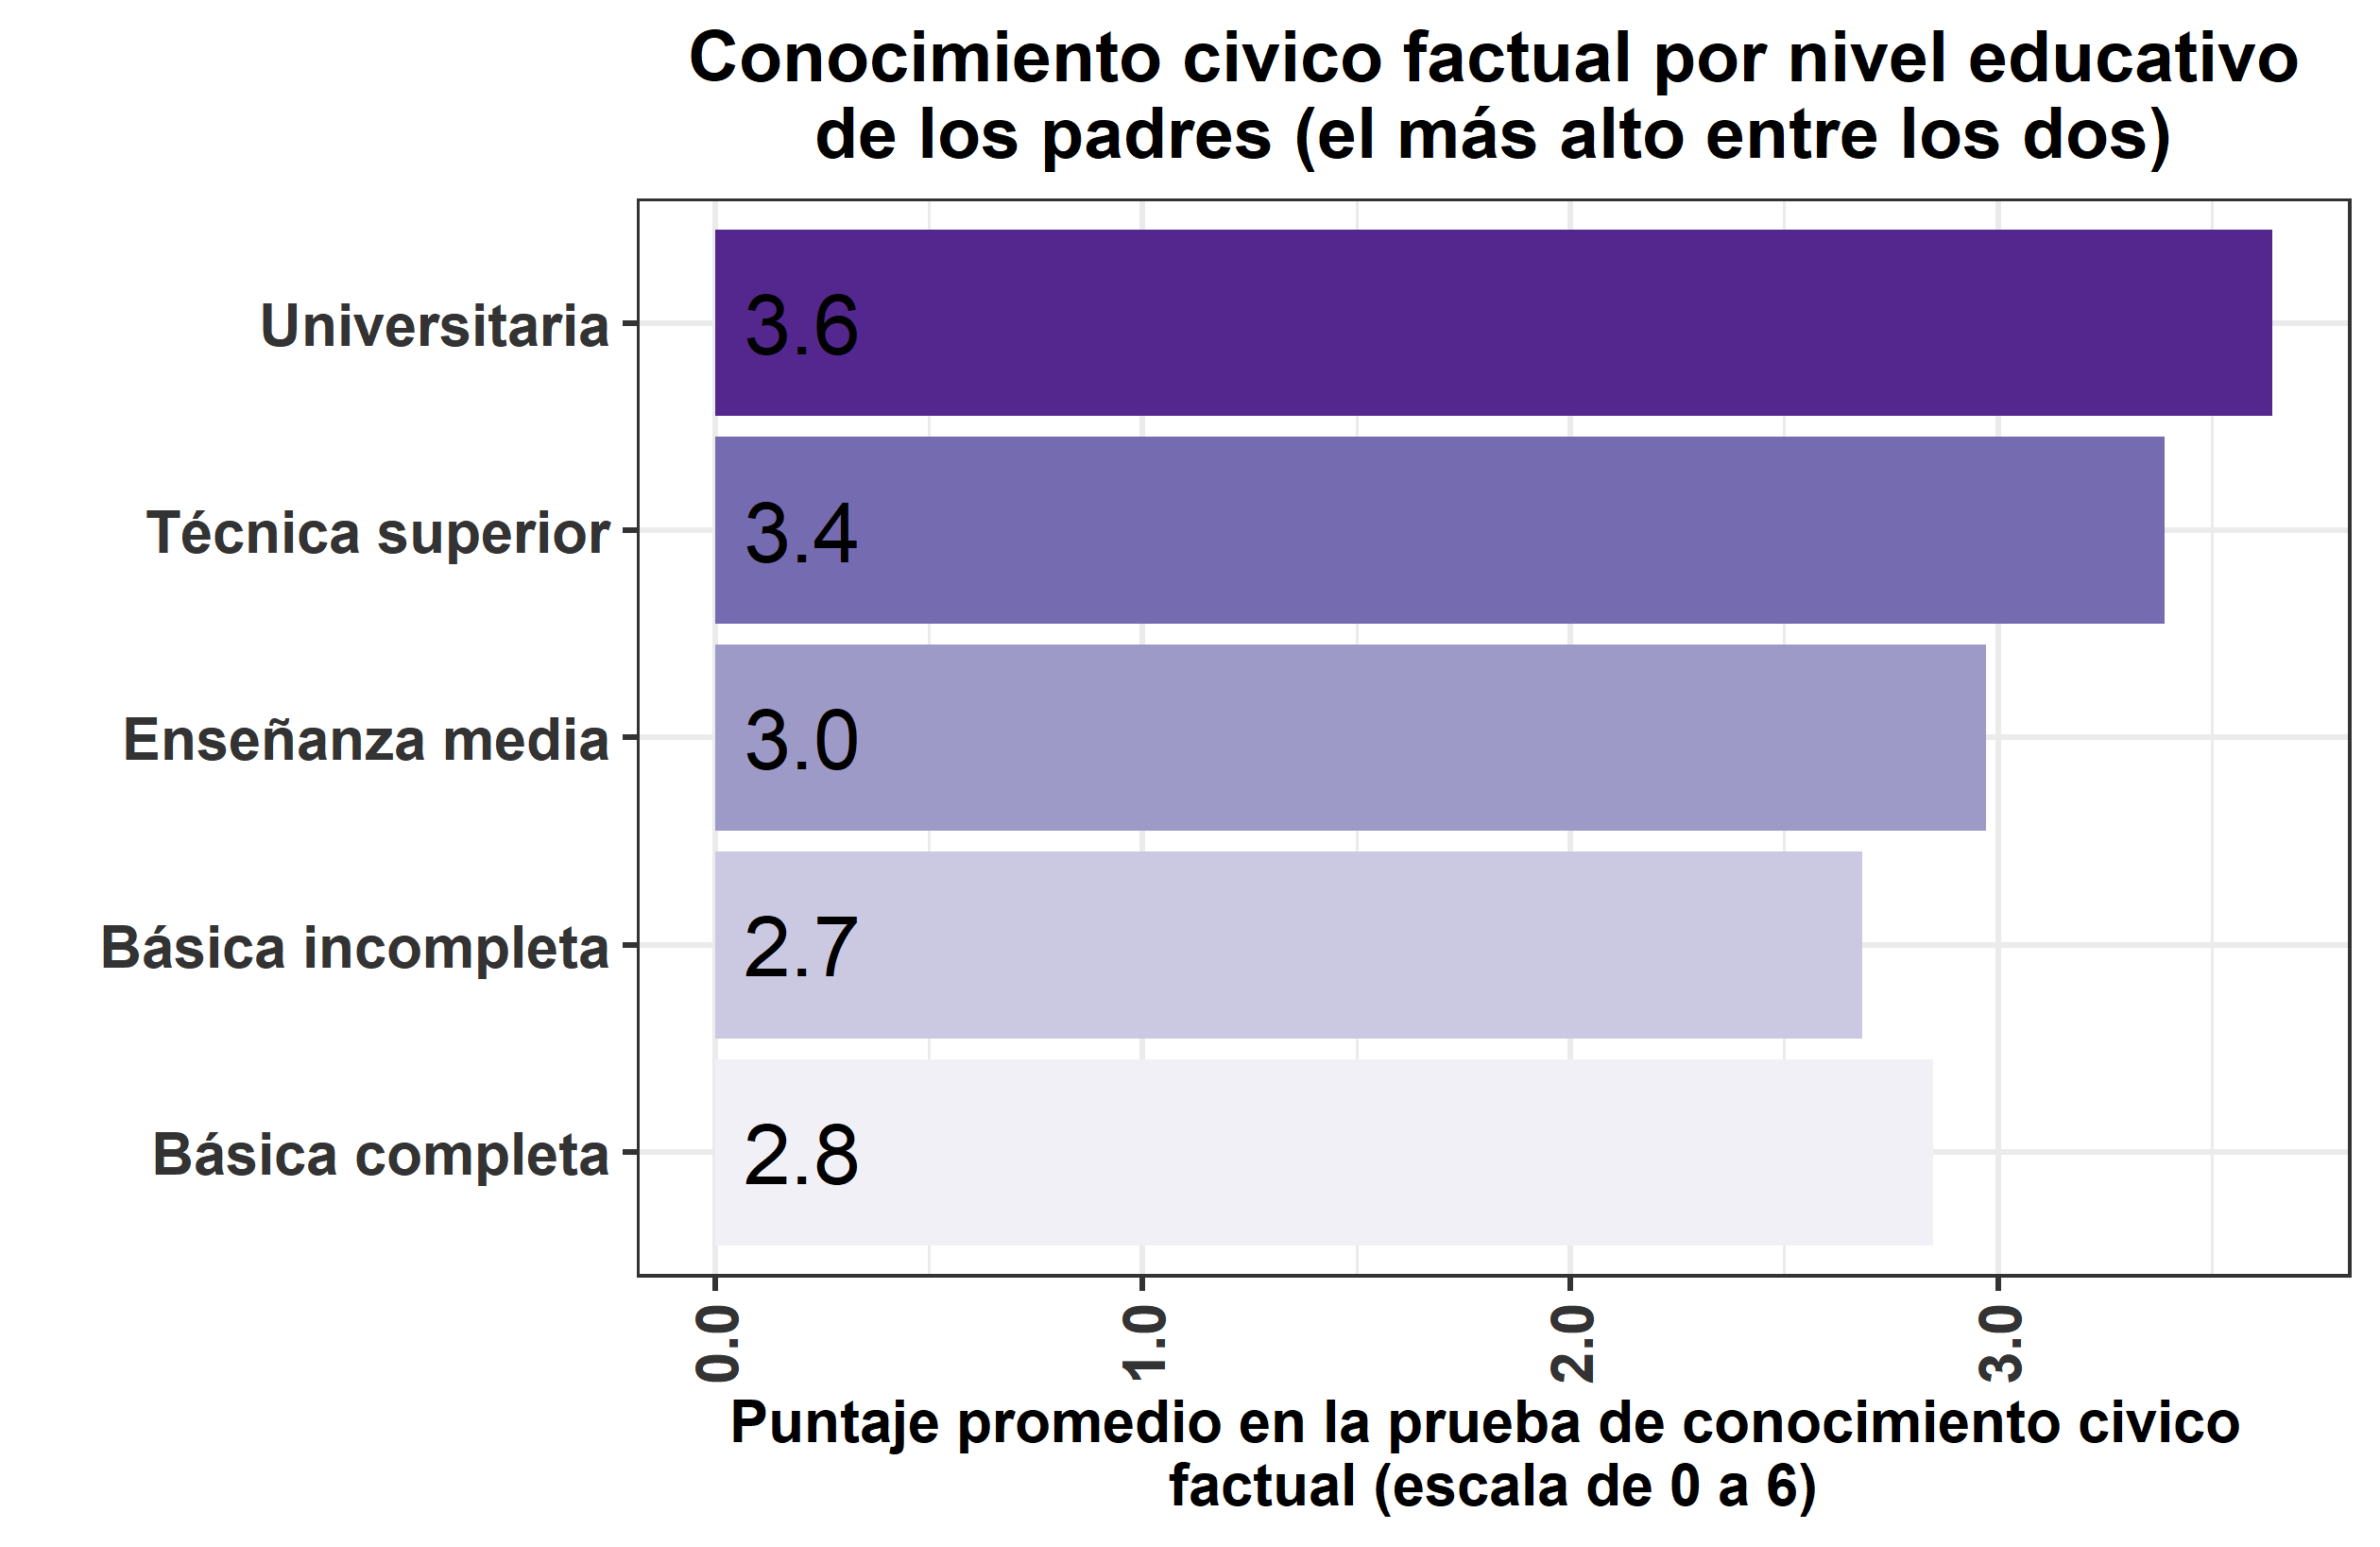 Conocimiento civico factual por nivel educativo
de los padres (el más alto entre los dos)
Universitaria
3.6
Técnica superior
3.4
Enseñanza media
3.0
Básica incompleta
2.7
Básica completa
2.8
0.0
1.0
2.0
3.0
Puntaje promedio en la prueba de conocimiento civico
factual (escala de 0 a 6)